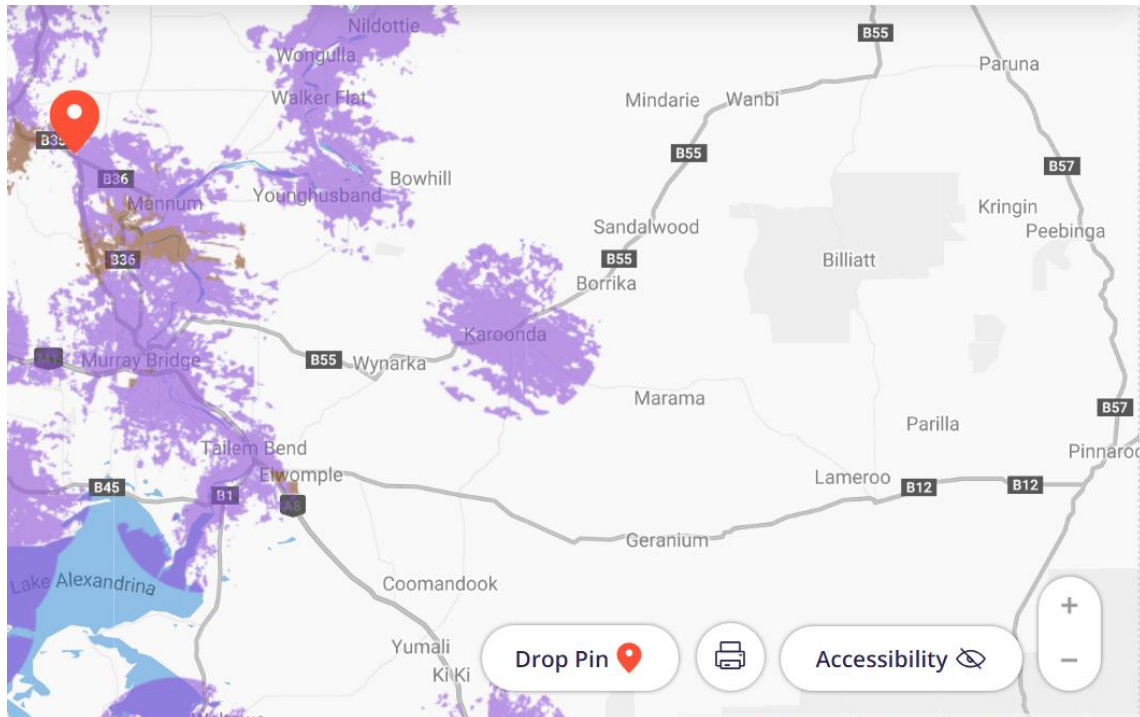 Nildottie
B55
Wongulla
Paruna
Walker Flat
Mindarie
Wanbi
B35
B55
B57
B36
Bowhill
Mannum
Younghusband
Kringin
Sandalwood
Peebinga
B36
B55
Billiatt
Borrika
Karoonda
M1
Murray Bridge
B55
Wynarka
Marama
B57
Parilla
Tailem Bend
Pinnaroo
Elwomple
Lameroo
B45
B1
B12
B12
A8
Geranium
Lake Alexandrina
Coomandook
Yumali
Ki Ki
Drop Pin
Accessibility
+
−